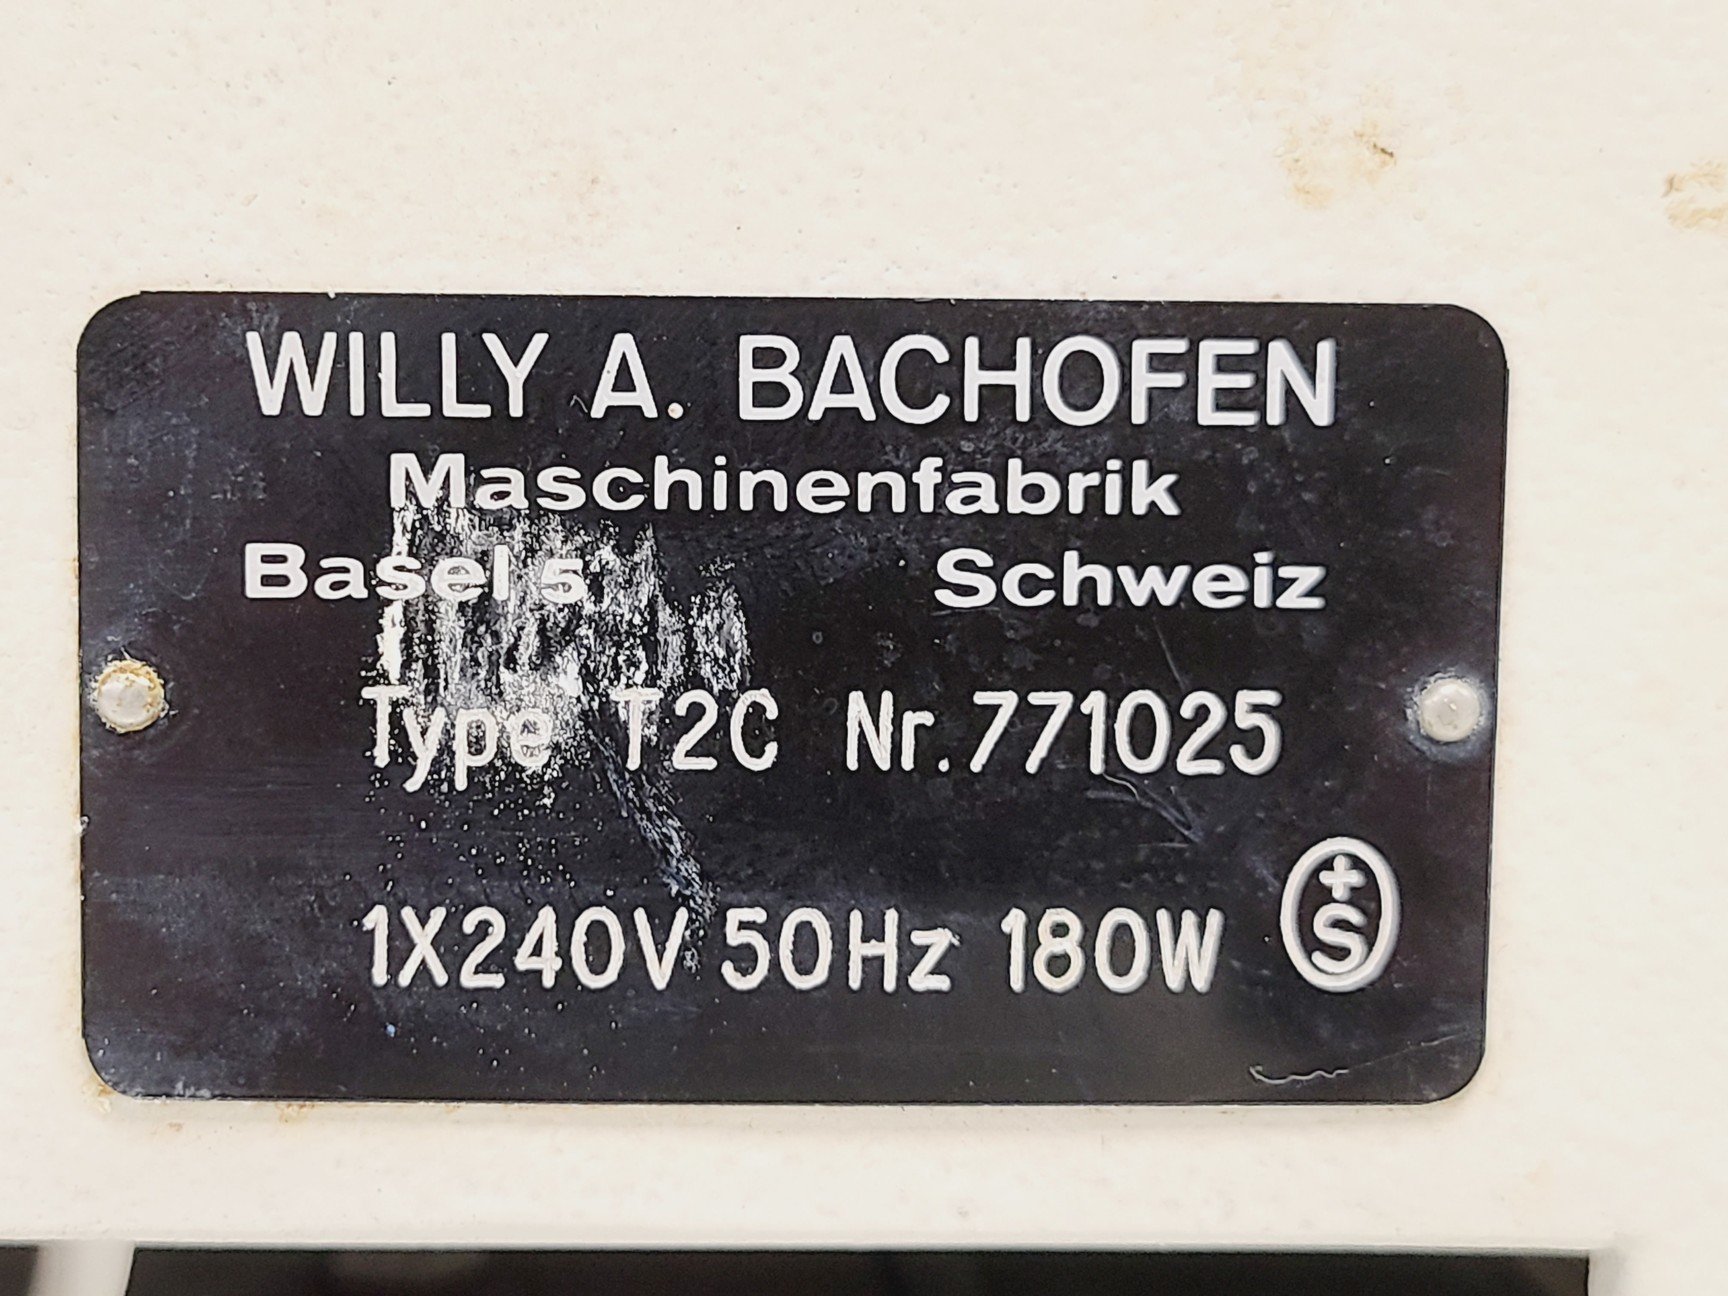 WILLY A. BACHOFEN
Maschinenfabrik
Basel 5 Schweiz
Type T2C Nr. 771025
1X240V 50Hz 180W
+S